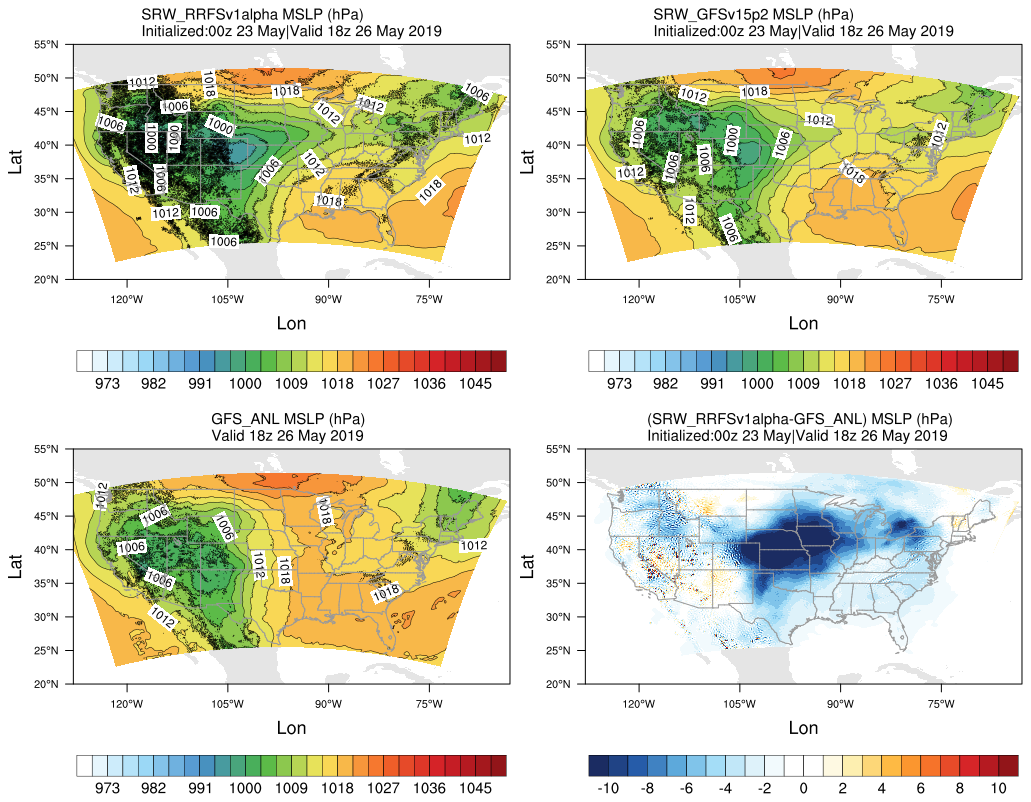 SRW_RRFSv1alpha MSLP (hPa)
Initialized:00z 23 May|Valid 18z 26 May 2019
55°N
50°N
45°N
40°N
35°N
30°N
25°N
20°N
Lat
1012
1018
1018
1006
1006
1006
1000
1000
1000
1012
1012
1012
1006
1012
1006
1012
1018
1018
1012
1006
1006
120°W 105°W 90°W 75°W
Lon
973 982 991 1000 1009 1018 1027 1036 1045
SRW_GFSv15p2 MSLP (hPa)
Initialized:00z 23 May|Valid 18z 26 May 2019
55°N
50°N
45°N
40°N
35°N
30°N
25°N
20°N
Lat
1012
1018
1006
1006
1000
1006
1012
1012
1012
1006
1006
1018
1012
1006
120°W 105°W 90°W 75°W
Lon
973 982 991 1000 1009 1018 1027 1036 1045
GFS_ANL MSLP (hPa)
Valid 18z 26 May 2019
55°N
50°N
45°N
40°N
35°N
30°N
25°N
20°N
Lat
1012
1006
1006
1018
1006
1012
1018
1012
1006
1018
1012
120°W 105°W 90°W 75°W
Lon
973 982 991 1000 1009 1018 1027 1036 1045
(SRW_RRFSv1alpha-GFS_ANL) MSLP (hPa)
Initialized:00z 23 May|Valid 18z 26 May 2019
55°N
50°N
45°N
40°N
35°N
30°N
25°N
20°N
Lat
120°W 105°W 90°W 75°W
Lon
-10 -8 -6 -4 -2 0 2 4 6 8 10